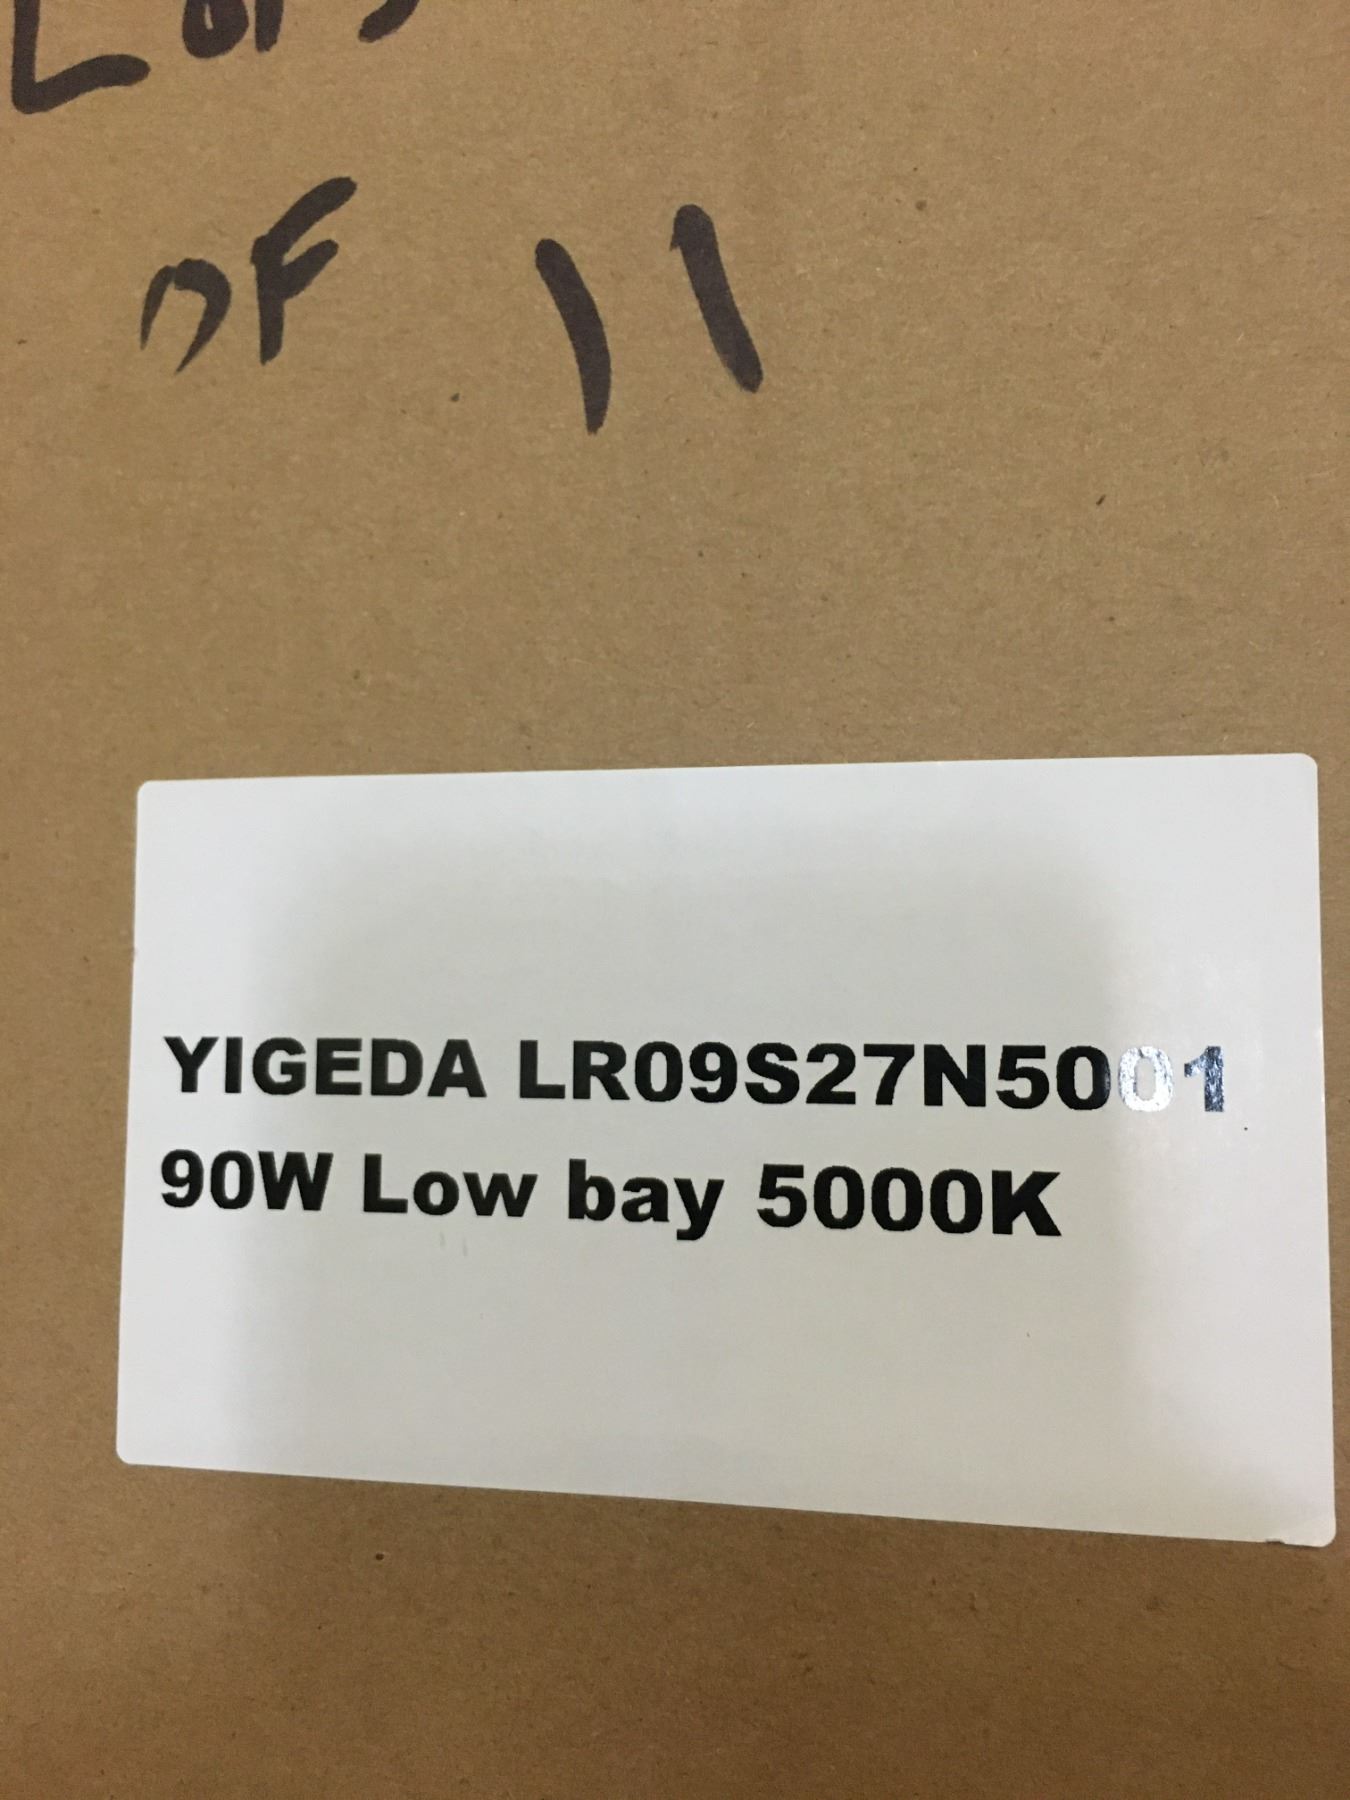 OF 11
YIGEDA LR09S27N5001
90W Low bay 5000K